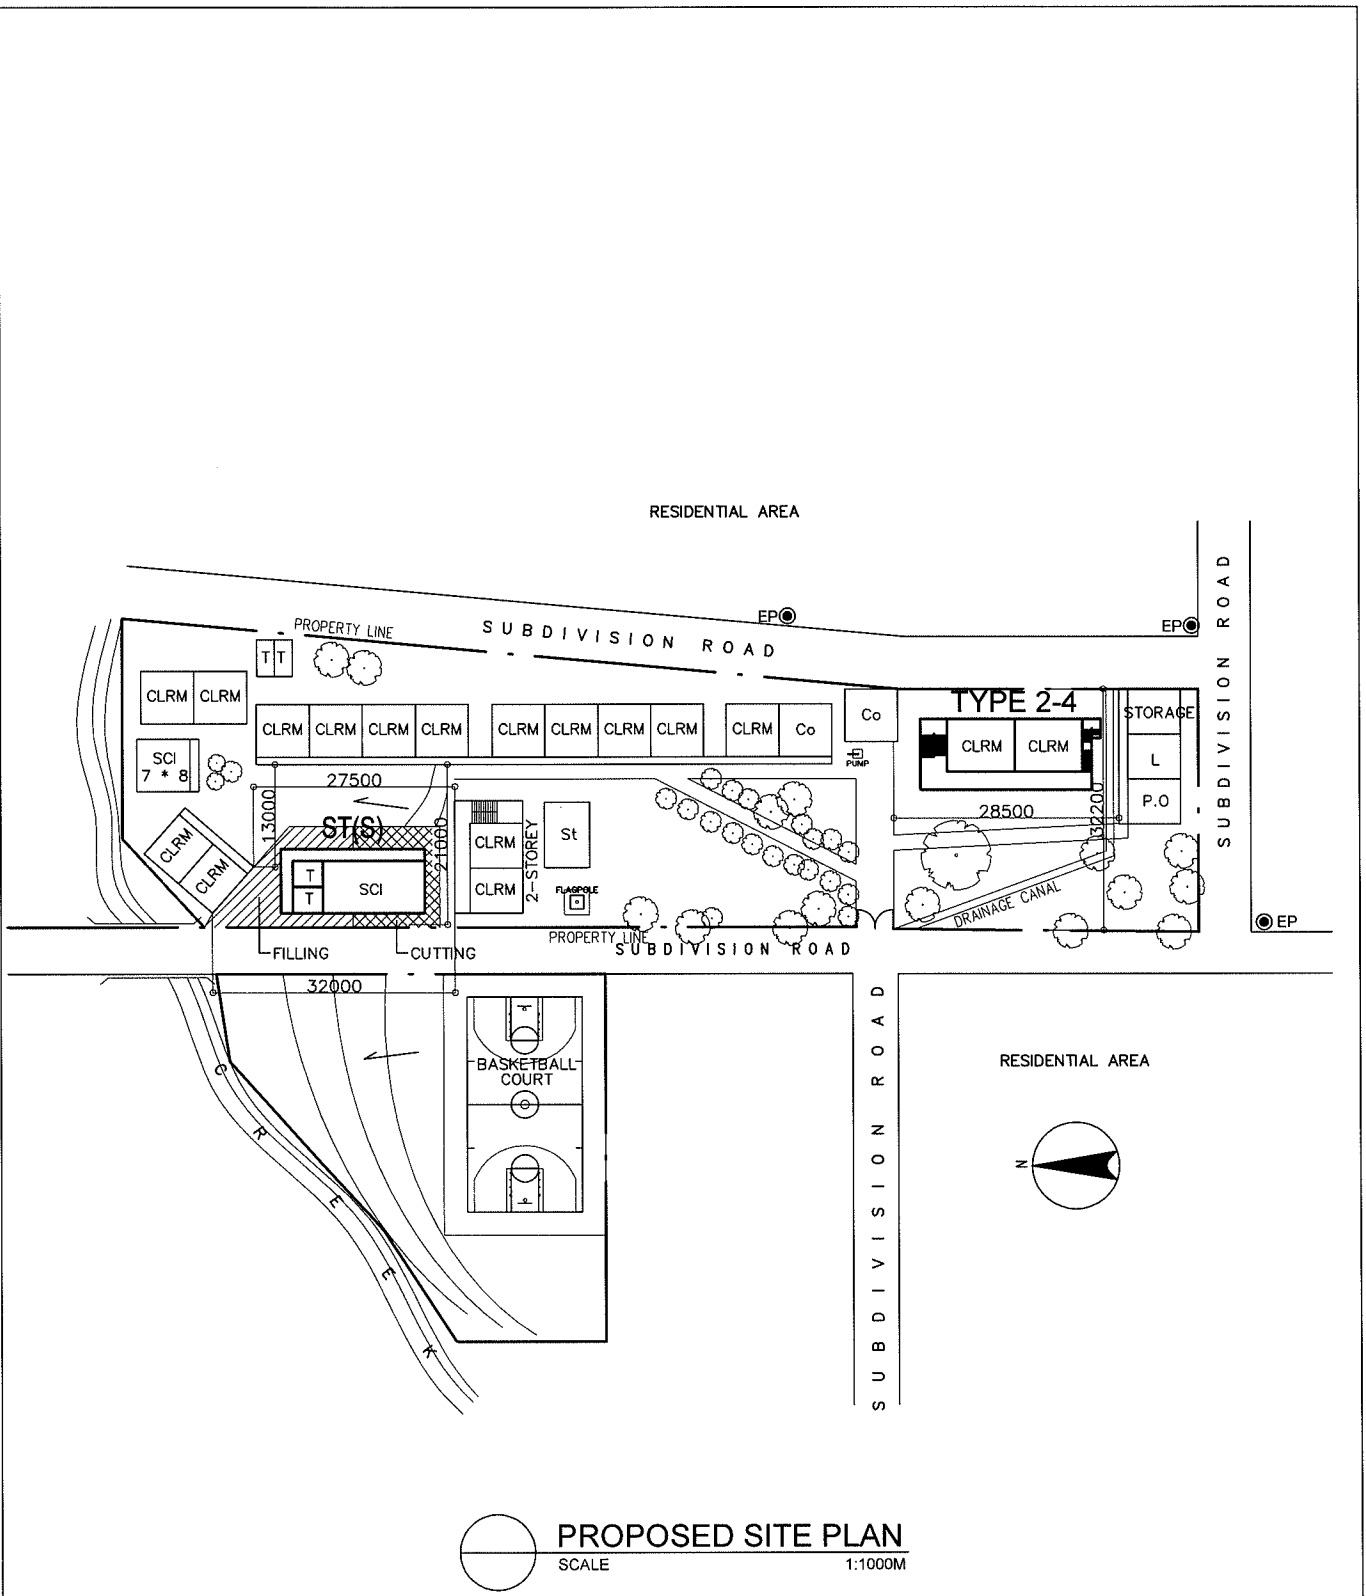 RESIDENTIAL AREA
SUBDIVISION ROAD
EP
EP
PROPERTY LINE
SUBDIVISION ROAD
T T
CLRM CLRM
TYPE 2-4
STORAGE
CLRM CLRM CLRM CLRM
CLRM CLRM CLRM CLRM
CLRM Co
Co
CLRM CLRM
PUMP
L
SCI
7 * 8
27500
P.O
13000
28500
32200
ST(S)
21000
CLRM
CLRM
CLRM
CLRM
2-STOREY
St
T
T
SCI
FLAGPOLE
DRAINAGE CANAL
EP
PROPERTY LINE
SUBDIVISION ROAD
FILLING
CUTTING
32000
SUBDIVISION ROAD
BASKETBALL
COURT
RESIDENTIAL AREA
CREEK
N
PROPOSED SITE PLAN
SCALE 1:1000M